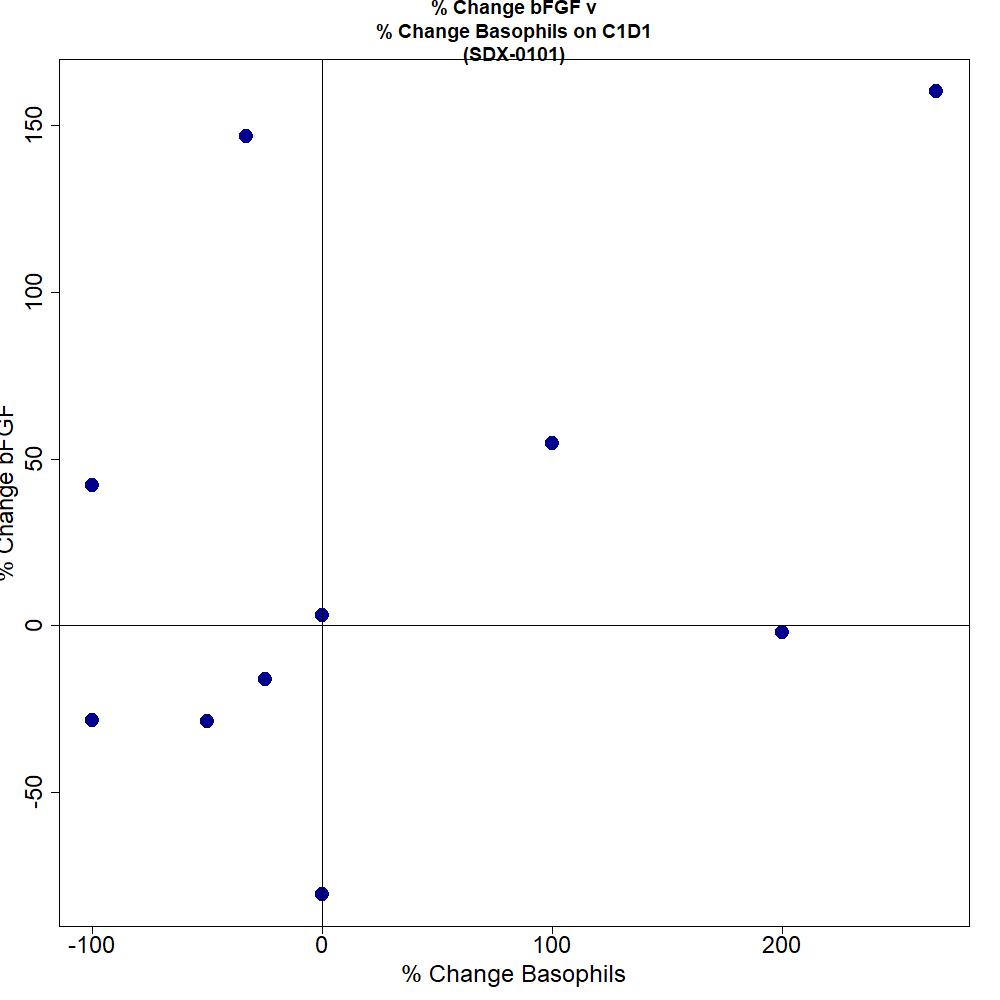 % Change bFGF v
% Change Basophils on C1D1
(SDX-0101)
150
100
50
0
-50
% Change bFGF
-100
0
100
200
% Change Basophils